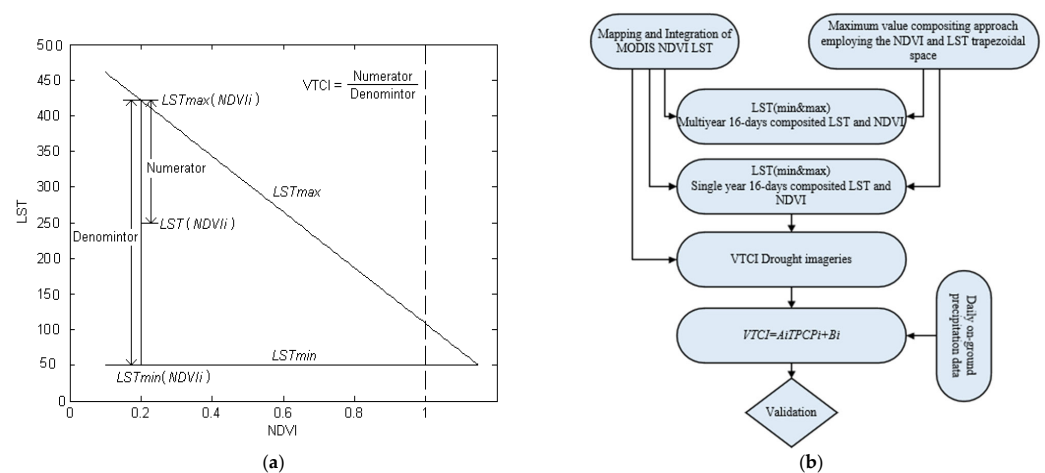 500
450
400
350
300
250
200
150
100
50
0
LST
0
0.2
0.4
0.6
0.8
1
NDVI
VTCI = Numerator
Denomintor
LSTmax(NDVIi)
Numerator
LSTmax
LST(NDVIi)
Denomintor
LSTmin
LSTmin(NDVIi)
(a)
Mapping and Integration of
MODIS NDVI LST
Maximum value compositing approach
employing the NDVI and LST trapezoidal
space
LST(min&max)
Multiyear 16-days composited LST and NDVI
LST(min&max)
Single year 16-days composited LST and
NDVI
VTCI Drought imageries
VTCI=AiTPCPi+Bi
Daily on-ground
precipitation data
Validation
(b)